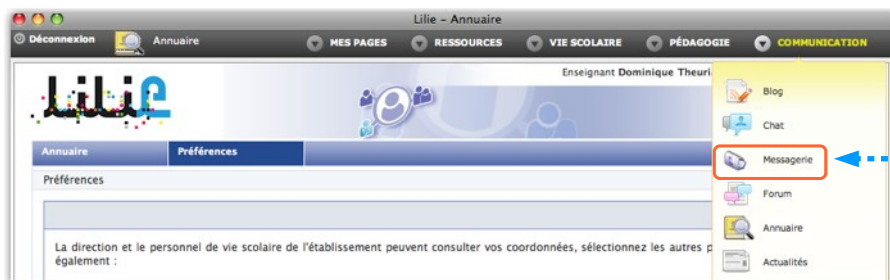 Lilie – Annuaire
Déconnexion Annuaire MES PAGES RESSOURCES VIE SCOLAIRE PÉDAGOGIE COMMUNICATION
Enseignant Dominique Theuri
Lilie
Blog
Chat
Annuaire Préférences
Messagerie
Préférences
Forum
Annuaire
La direction et le personnel de vie scolaire de l'établissement peuvent consulter vos coordonnées, sélectionnez les autres p
également :
Actualités